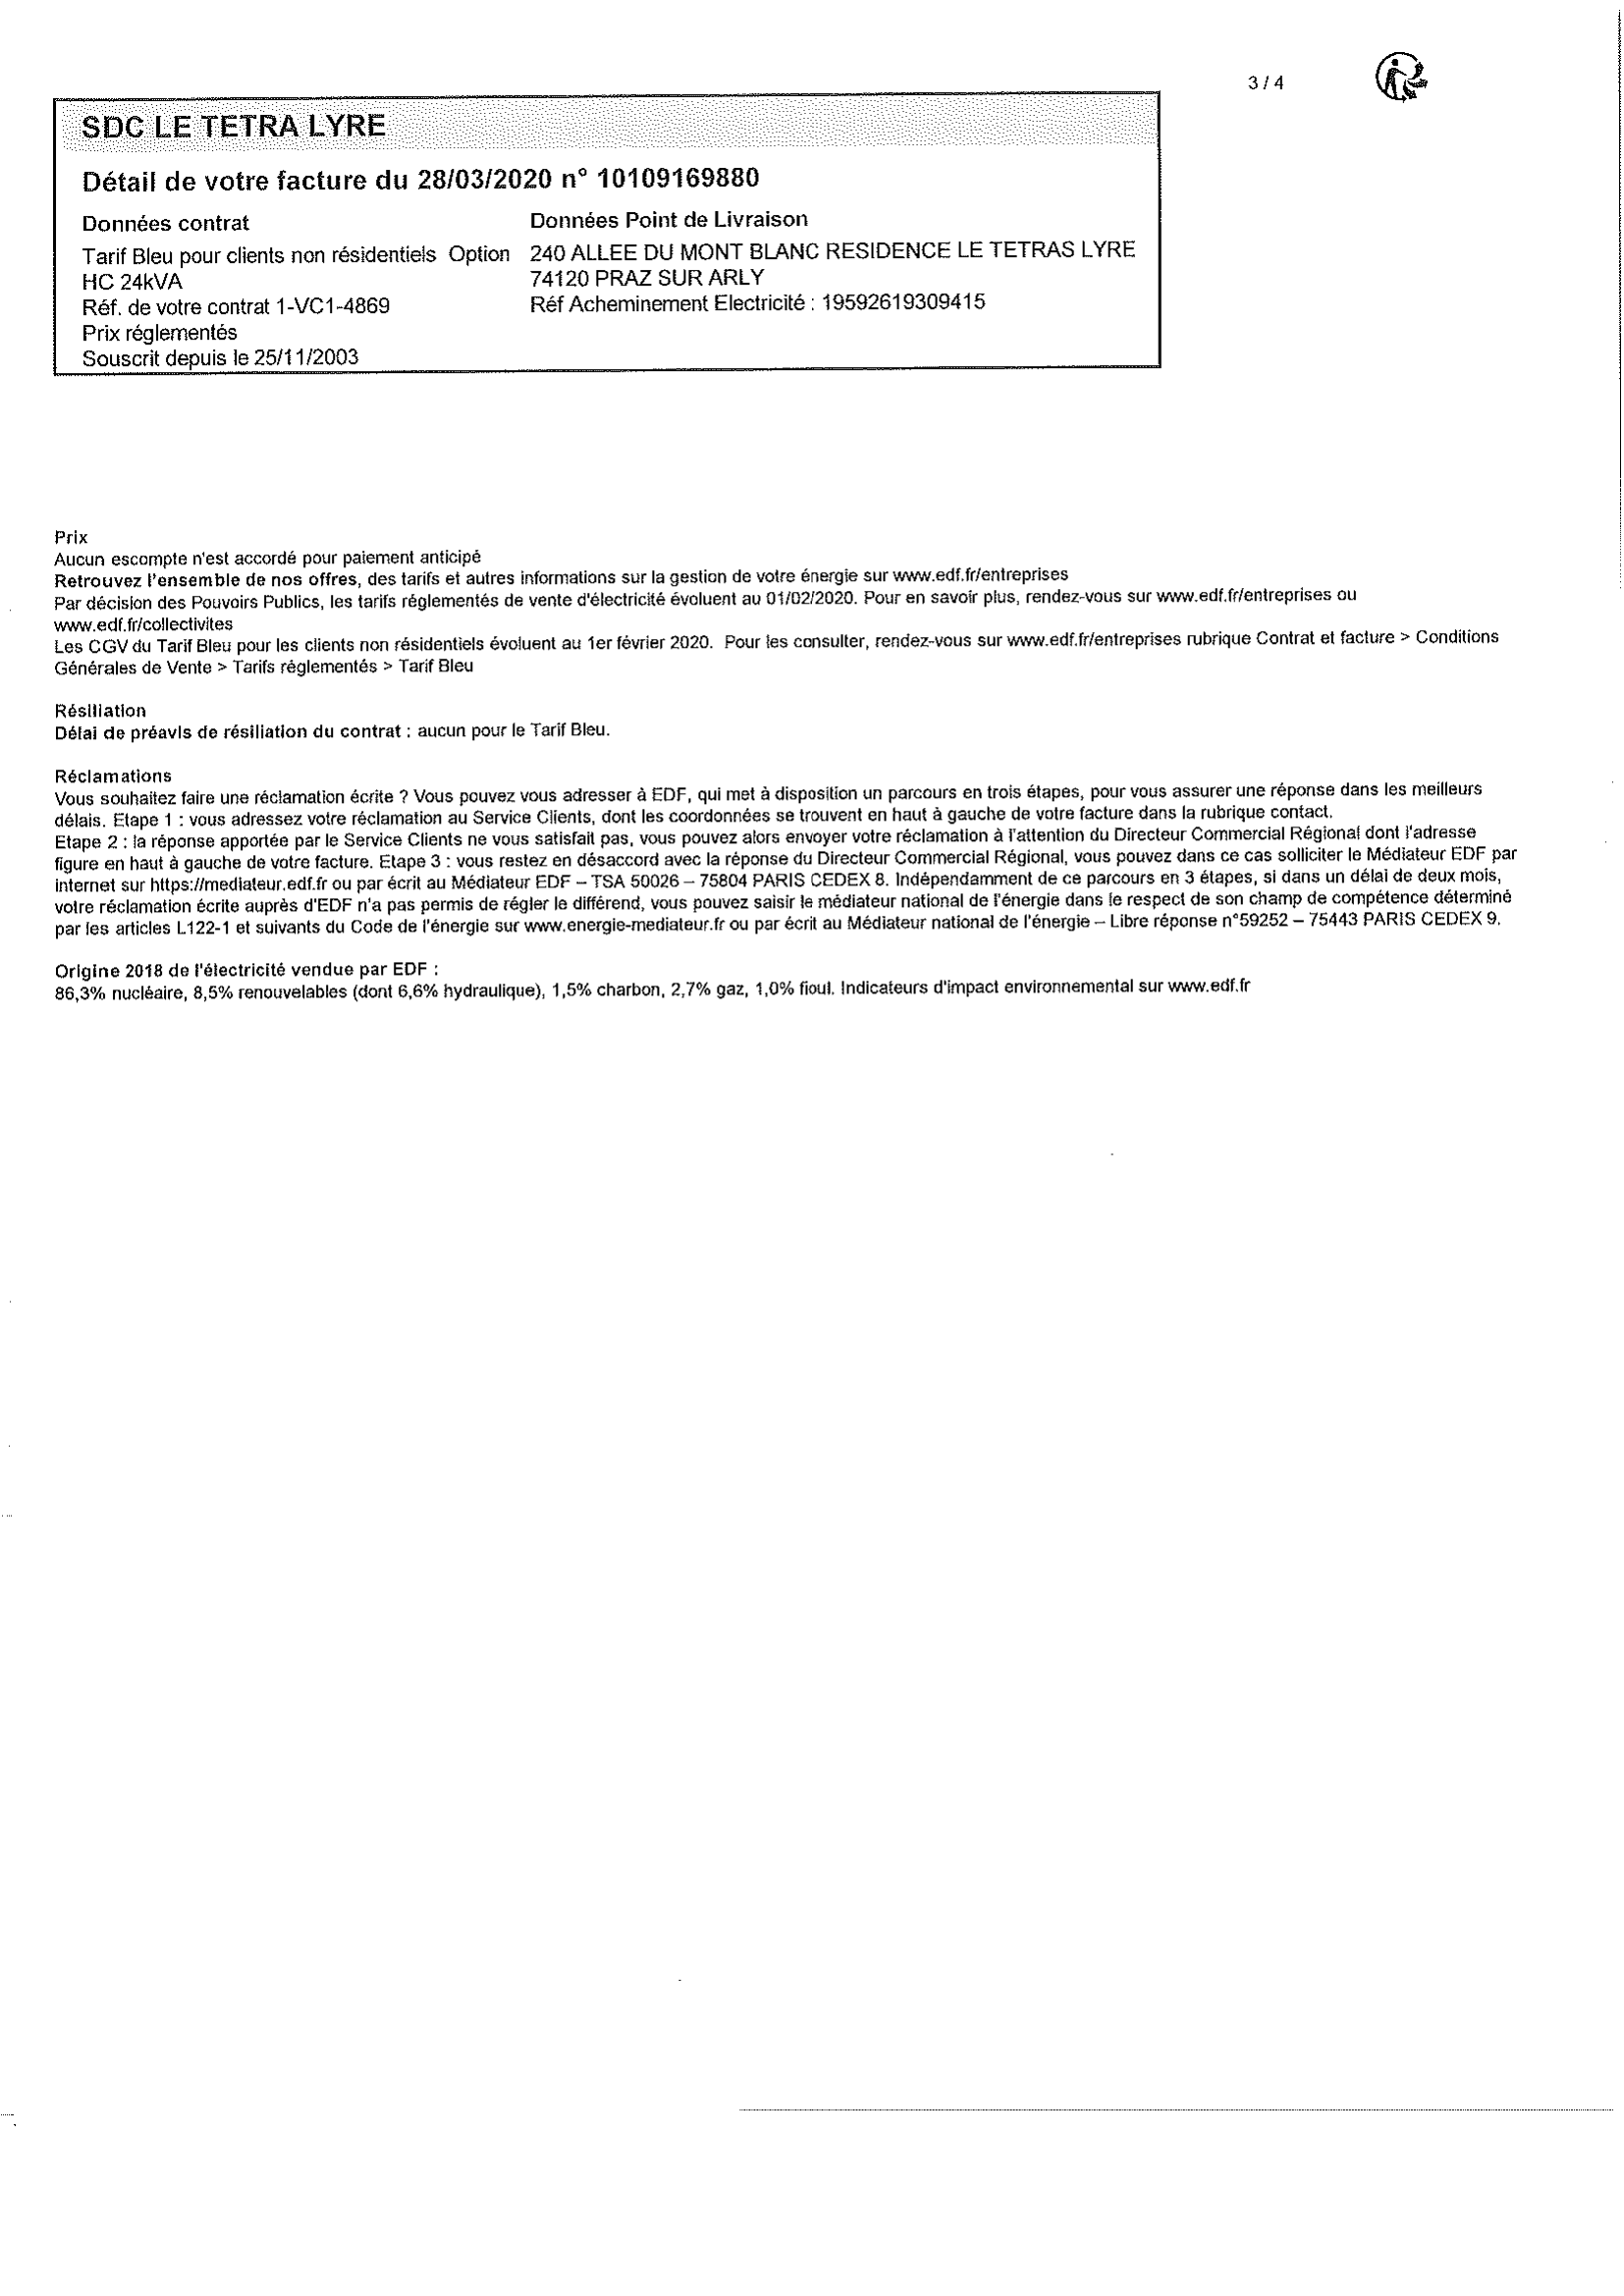 3 / 4
SDC LE TETRA LYRE
Détail de votre facture du 28/03/2020 n° 10109169880
Données contrat
Tarif Bleu pour clients non résidentiels Option
HC 24kVA
Réf. de votre contrat 1-VC1-4869
Prix réglementés
Souscrit depuis le 25/11/2003
Données Point de Livraison
240 ALLEE DU MONT BLANC RESIDENCE LE TETRAS LYRE
74120 PRAZ SUR ARLY
Réf Acheminement Electricité : 19592619309415
Prix
Aucun escompte n'est accordé pour paiement anticipé
Retrouvez l'ensemble de nos offres, des tarifs et autres informations sur la gestion de votre énergie sur www.edf.fr/entreprises
Par décision des Pouvoirs Publics, les tarifs réglementés de vente d'électricité évoluent au 01/02/2020. Pour en savoir plus, rendez-vous sur www.edf.fr/entreprises ou
www.edf.fr/collectivites
Les CGV du Tarif Bleu pour les clients non résidentiels évoluent au 1er février 2020. Pour les consulter, rendez-vous sur www.edf.fr/entreprises rubrique Contrat et facture > Conditions
Générales de Vente > Tarifs réglementés > Tarif Bleu
Résiliation
Délai de préavis de résiliation du contrat : aucun pour le Tarif Bleu.
Réclamations
Vous souhaitez faire une réclamation écrite ? Vous pouvez vous adresser à EDF, qui met à disposition un parcours en trois étapes, pour vous assurer une réponse dans les meilleurs
délais. Etape 1 : vous adressez votre réclamation au Service Clients, dont les coordonnées se trouvent en haut à gauche de votre facture dans la rubrique contact.
Etape 2 : la réponse apportée par le Service Clients ne vous satisfait pas, vous pouvez alors envoyer votre réclamation à l'attention du Directeur Commercial Régional dont l'adresse
figure en haut à gauche de votre facture. Etape 3 : vous restez en désaccord avec la réponse du Directeur Commercial Régional, vous pouvez dans ce cas solliciter le Médiateur EDF par
internet sur https://mediateur.edf.fr ou par écrit au Médiateur EDF – TSA 50026 – 75804 PARIS CEDEX 8. Indépendamment de ce parcours en 3 étapes, si dans un délai de deux mois,
votre réclamation écrite auprès d'EDF n'a pas permis de régler le différend, vous pouvez saisir le médiateur national de l'énergie dans le respect de son champ de compétence déterminé
par les articles L122-1 et suivants du Code de l'énergie sur www.energie-mediateur.fr ou par écrit au Médiateur national de l'énergie – Libre réponse n°59252 – 75443 PARIS CEDEX 9.
Origine 2018 de l'électricité vendue par EDF :
86,3% nucléaire, 8,5% renouvelables (dont 6,6% hydraulique), 1,5% charbon, 2,7% gaz, 1,0% fioul. Indicateurs d'impact environnemental sur www.edf.fr